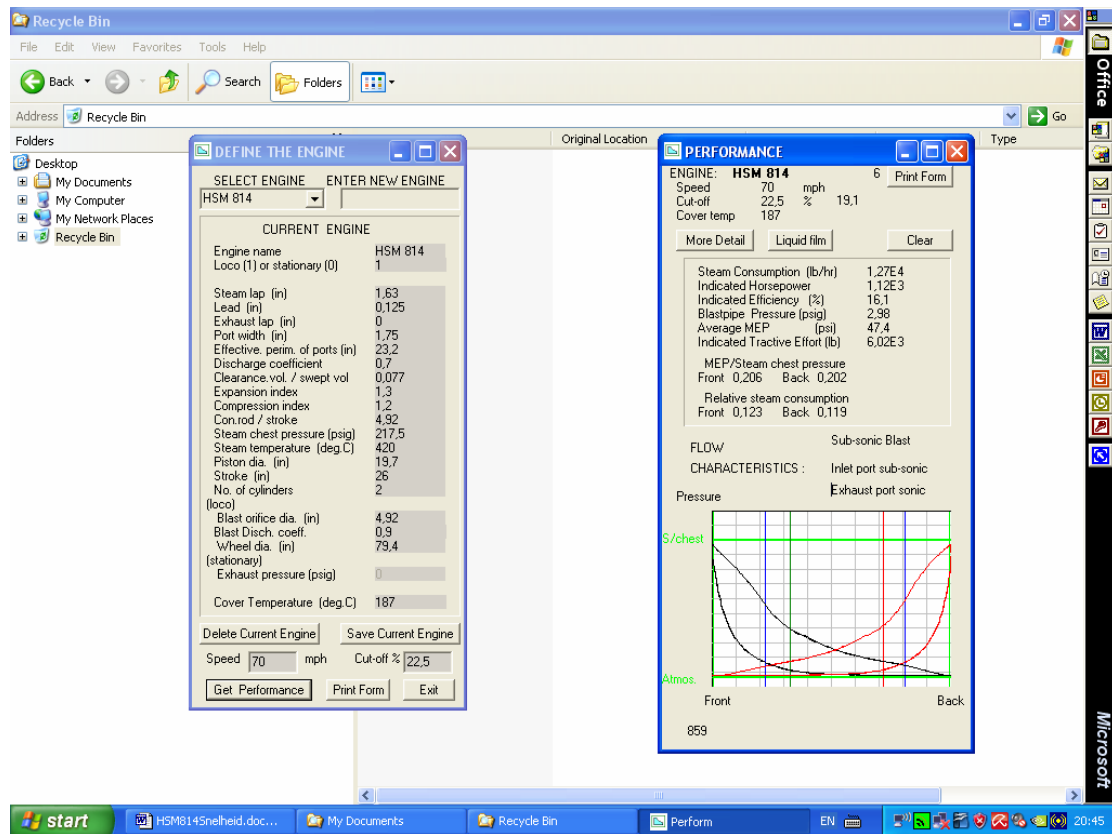 Recycle Bin
File Edit View Favorites Tools Help
Back Search Folders
Address Recycle Bin Go
Folders Original Location Type
Desktop
My Documents
My Computer
My Network Places
Recycle Bin
DEFINE THE ENGINE
SELECT ENGINE ENTER NEW ENGINE
HSM 814
CURRENT ENGINE
Engine name HSM 814
Loco (1) or stationary (0) 1
Steam lap (in) 1,63
Lead (in) 0,125
Exhaust lap (in) 0
Port width (in) 1,75
Effective. perim. of ports (in) 23,2
Discharge coefficient 0,7
Clearance.vol. / swept vol 0,077
Expansion index 1,3
Compression index 1,2
Con.rod / stroke 4,92
Steam chest pressure (psig) 217,5
Steam temperature (deg.C) 420
Piston dia. (in) 19,7
Stroke (in) 26
No. of cylinders 2
(loco)
Blast orifice dia. (in) 4,92
Blast Disch. coeff. 0,9
Wheel dia. (in) 79,4
(stationary)
Exhaust pressure (psig) 0
Cover Temperature (deg.C) 187
Delete Current Engine Save Current Engine
Speed 70 mph Cut-off % 22,5
Get Performance Print Form Exit
PERFORMANCE
ENGINE: HSM 814 6 Print Form
Speed 70 mph
Cut-off 22,5 % 19,1
Cover temp 187
More Detail Liquid film Clear
Steam Consumption (lb/hr) 1,27E4
Indicated Horsepower 1,12E3
Indicated Efficiency (%) 16,1
Blastpipe Pressure (psig) 2,98
Average MEP (psi) 47,4
Indicated Tractive Effort (lb) 6,02E3
MEP/Steam chest pressure
Front 0,206 Back 0,202
Relative steam consumption
Front 0,123 Back 0,119
Sub-sonic Blast
FLOW
CHARACTERISTICS : Inlet port sub-sonic
Exhaust port sonic
Pressure
S/chest
Atmos.
Front Back
859
Office
Microsoft
start HSM814Snelheid.doc... My Documents Recycle Bin Perform EN 20:45